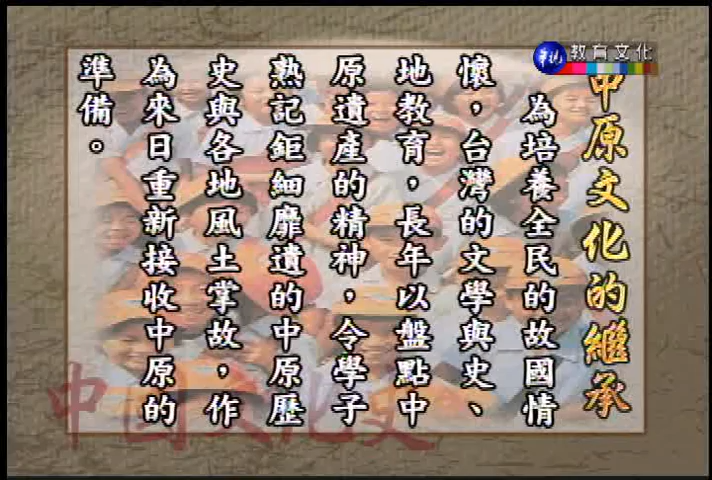 華視
教育文化
中原文化的繼承
為培養全民的故國情
懷，台灣的文學與史、
地教育，長年以盤點中
原遺產的精神，令學子
熟記鉅細靡遺的中原歷
史與各地風土掌故，作
為來日重新接收中原的
準備。
中國文化史